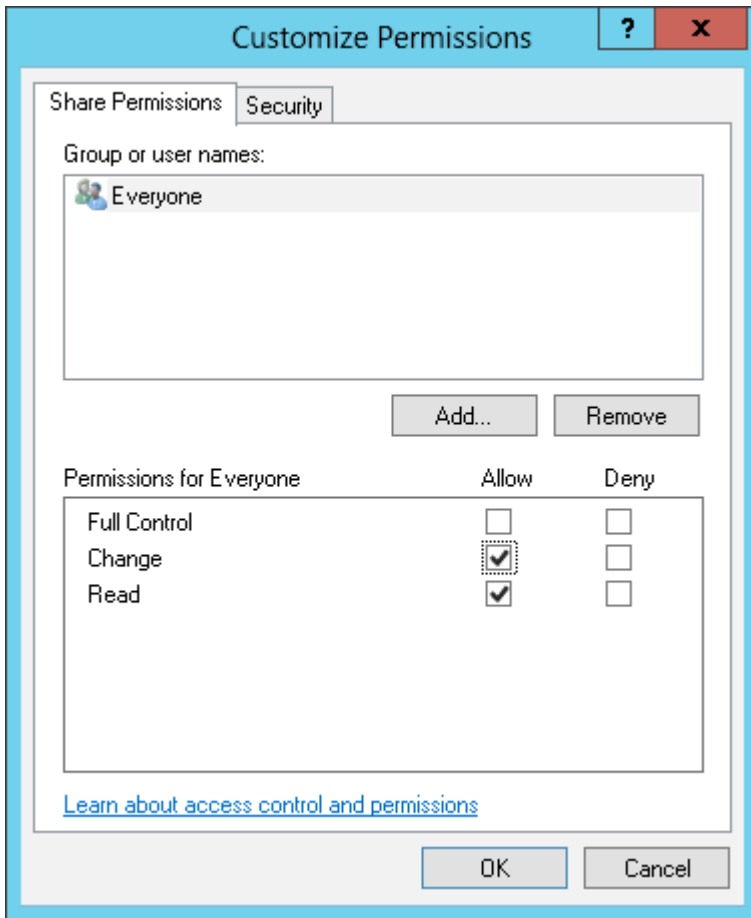 Customize Permissions
?
x
Share Permissions Security
Group or user names:
Everyone
Add... Remove
Permissions for Everyone Allow Deny
Full Control
Change
Read
Learn about access control and permissions
OK Cancel